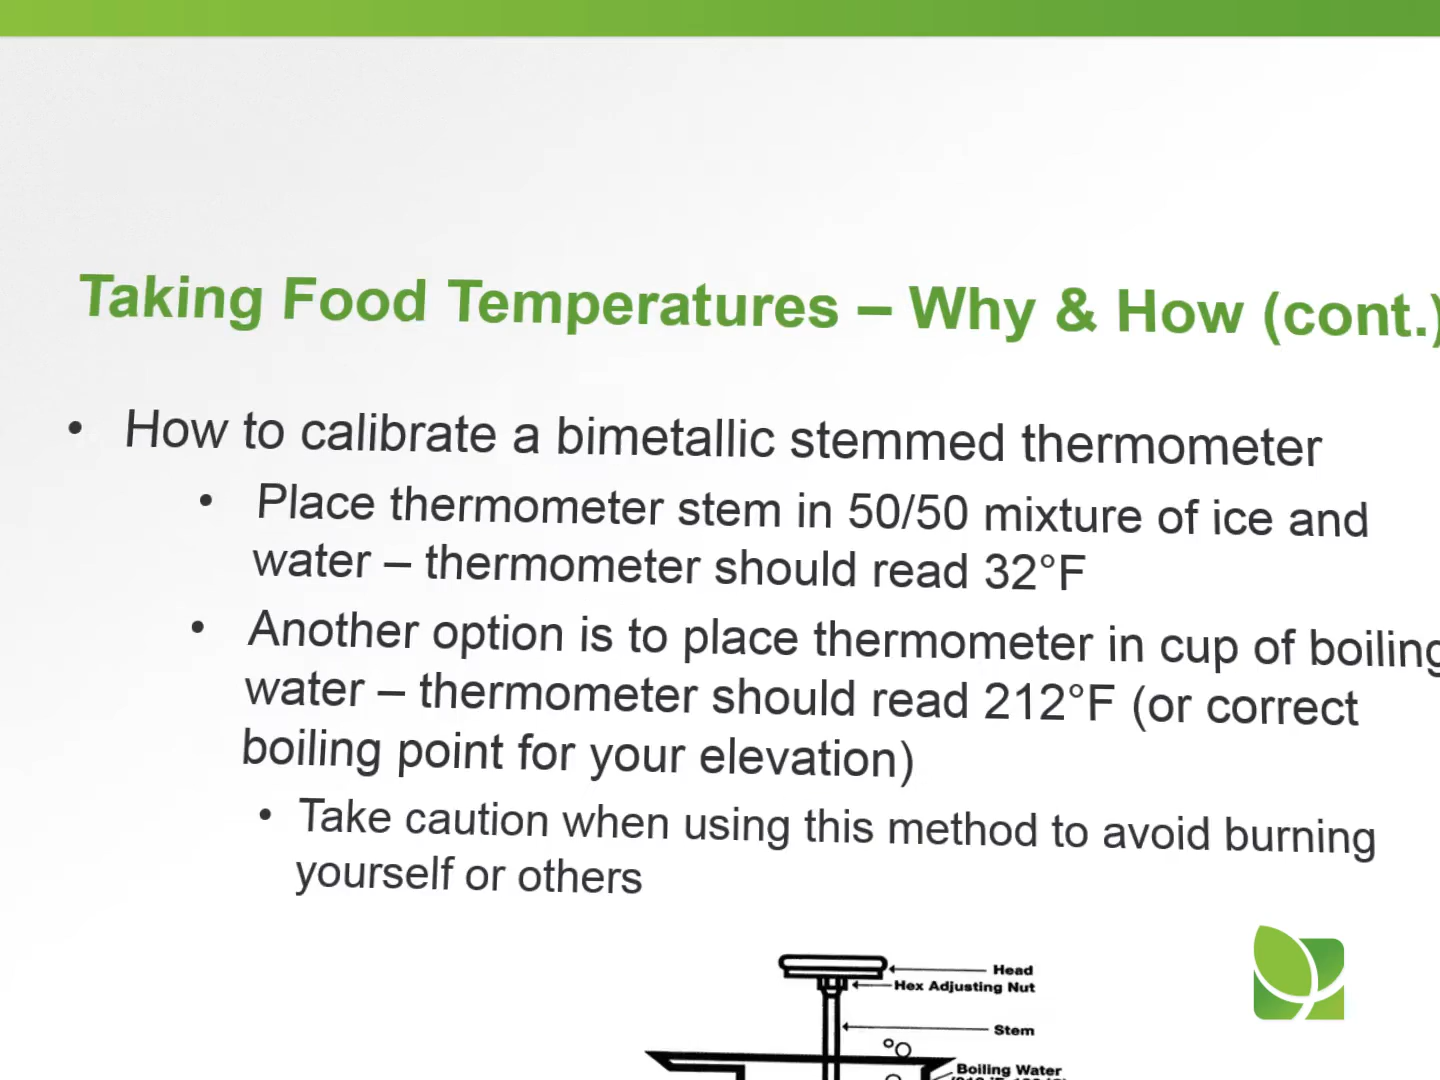 Taking Food Temperatures – Why & How (cont.)
• How to calibrate a bimetallic stemmed thermometer
• Place thermometer stem in 50/50 mixture of ice and
water – thermometer should read 32°F
• Another option is to place thermometer in cup of boiling
water – thermometer should read 212°F (or correct
boiling point for your elevation)
• Take caution when using this method to avoid burning
yourself or others
Head
Hex Adjusting Nut
Stem
Boiling Water